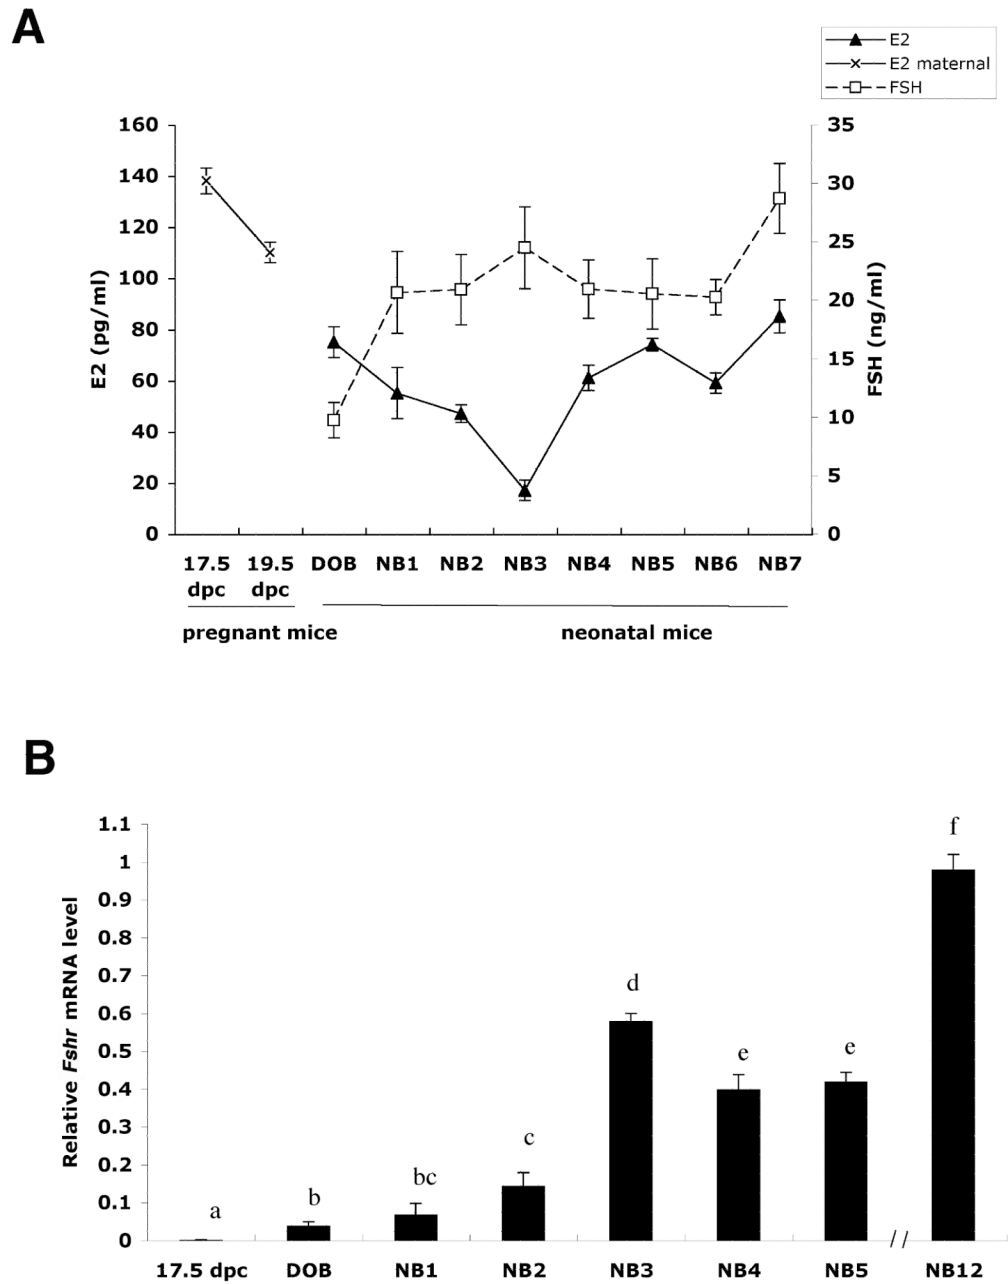 A
E2
E2 maternal
FSH
160
140
120
100
80
60
40
20
0
E2 (pg/ml)
35
30
25
20
15
10
5
0
FSH (ng/ml)
17.5 19.5 DOB NB1 NB2 NB3 NB4 NB5 NB6 NB7
dpc dpc
pregnant mice neonatal mice
B
1.1
1
0.9
0.8
0.7
0.6
0.5
0.4
0.3
0.2
0.1
0
Relative Fshr mRNA level
a b bc c d e e f
//
17.5 dpc DOB NB1 NB2 NB3 NB4 NB5 NB12